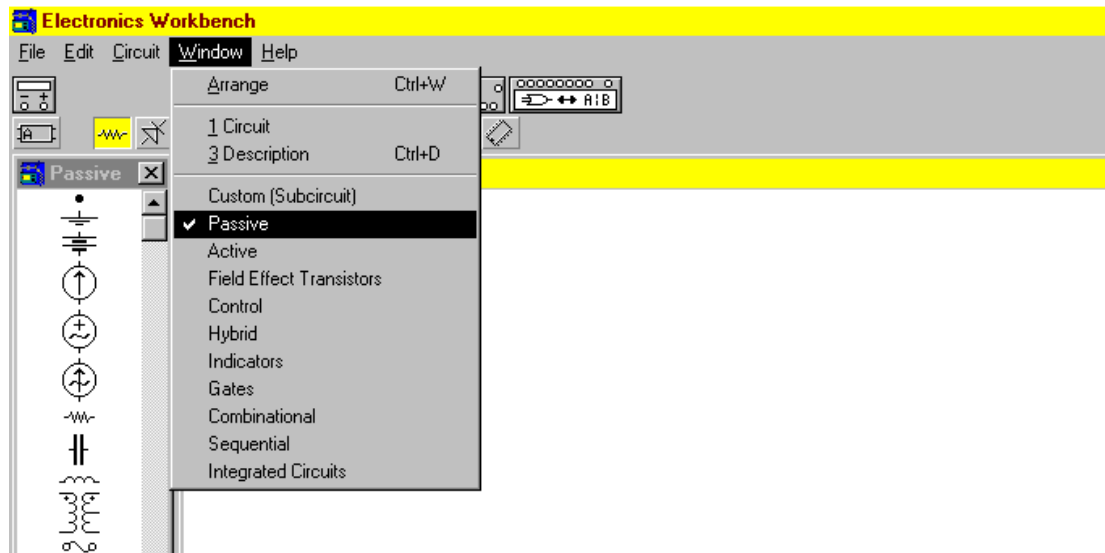 Electronics Workbench
File Edit Circuit Window Help
Arrange Ctrl+W
A|B
A
1 Circuit
3 Description Ctrl+D
Passive
Custom (Subcircuit)
Passive
Active
Field Effect Transistors
Control
Hybrid
Indicators
Gates
Combinational
Sequential
Integrated Circuits